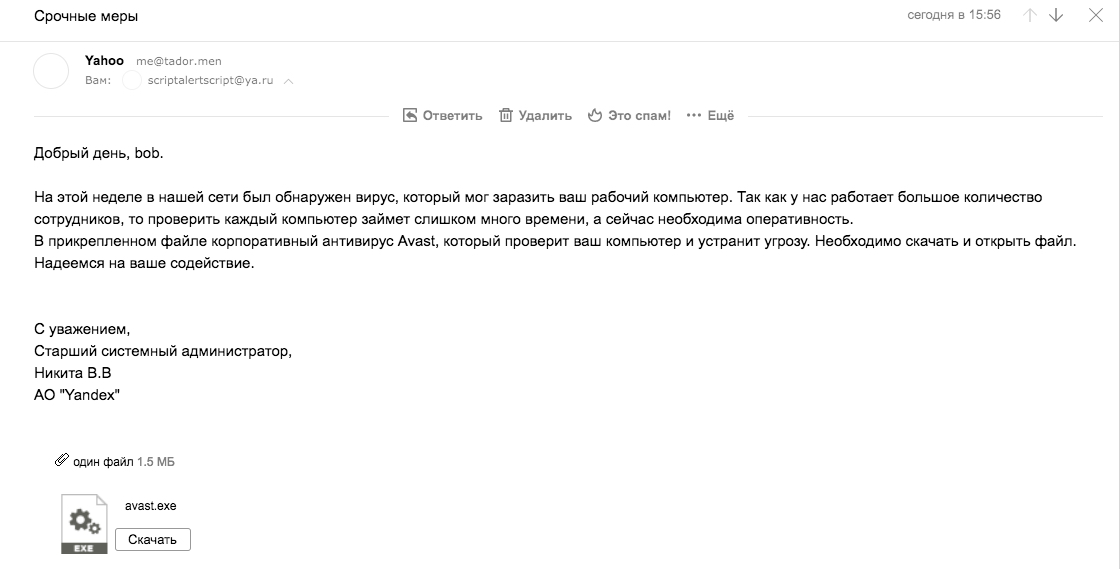 Срочные меры
сегодня в 15:56
Yahoo me@tador.men
Вам: scriptalertscript@ya.ru
Ответить Удалить Это спам! Ещё
Добрый день, bob.
На этой неделе в нашей сети был обнаружен вирус, который мог заразить ваш рабочий компьютер. Так как у нас работает большое количество
сотрудников, то проверить каждый компьютер займет слишком много времени, а сейчас необходима оперативность.
В прикрепленном файле корпоративный антивирус Avast, который проверит ваш компьютер и устранит угрозу. Необходимо скачать и открыть файл.
Надеемся на ваше содействие.
С уважением,
Старший системный администратор,
Никита В.В
АО "Yandex"
один файл 1.5 МБ
avast.exe
EXE
Скачать